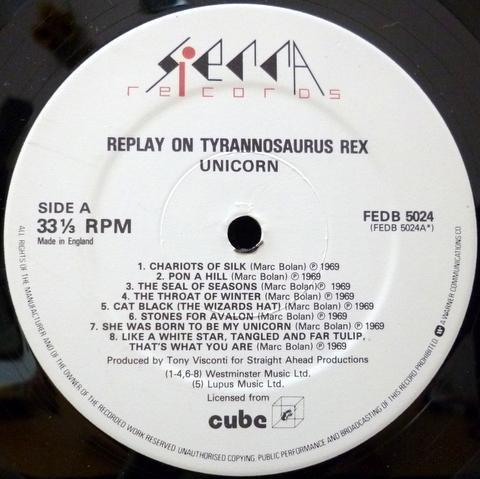 SIERRA
records
REPLAY ON TYRANNOSAURUS REX
UNICORN
SIDE A
33 ⅓ RPM
Made in England
FEDB 5024
(FEDB 5024A*)
1. CHARIOTS OF SILK (Marc Bolan) ℗ 1969
2. PON A HILL (Marc Bolan) ℗ 1969
3. THE SEAL OF SEASONS (Marc Bolan) ℗ 1969
4. THE THROAT OF WINTER (Marc Bolan) ℗ 1969
5. CAT BLACK (THE WIZARDS HAT) (Marc Bolan) ℗ 1969
6. STONES FOR AVALON (Marc Bolan) ℗ 1969
7. SHE WAS BORN TO BE MY UNICORN (Marc Bolan) ℗ 1969
8. LIKE A WHITE STAR, TANGLED AND FAR TULIP,
THAT'S WHAT YOU ARE (Marc Bolan) ℗ 1969
Produced by Tony Visconti for Straight Ahead Productions
(1-4,6-8) Westminster Music Ltd.
(5) Lupus Music Ltd.
Licensed from
cube
ALL RIGHTS OF THE MANUFACTURER AND OF THE OWNER OF THE RECORDED WORK RESERVED. UNAUTHORISED COPYING, PUBLIC PERFORMANCE AND BROADCASTING OF THIS RECORD PROHIBITED. A WARNER COMMUNICATIONS CO